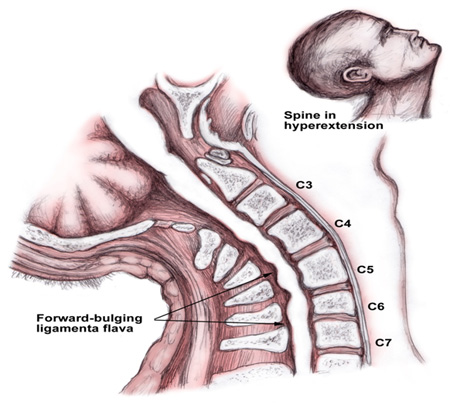 Spine in
hyperextension
C3
C4
C5
C6
C7
Forward-bulging
ligamenta flava